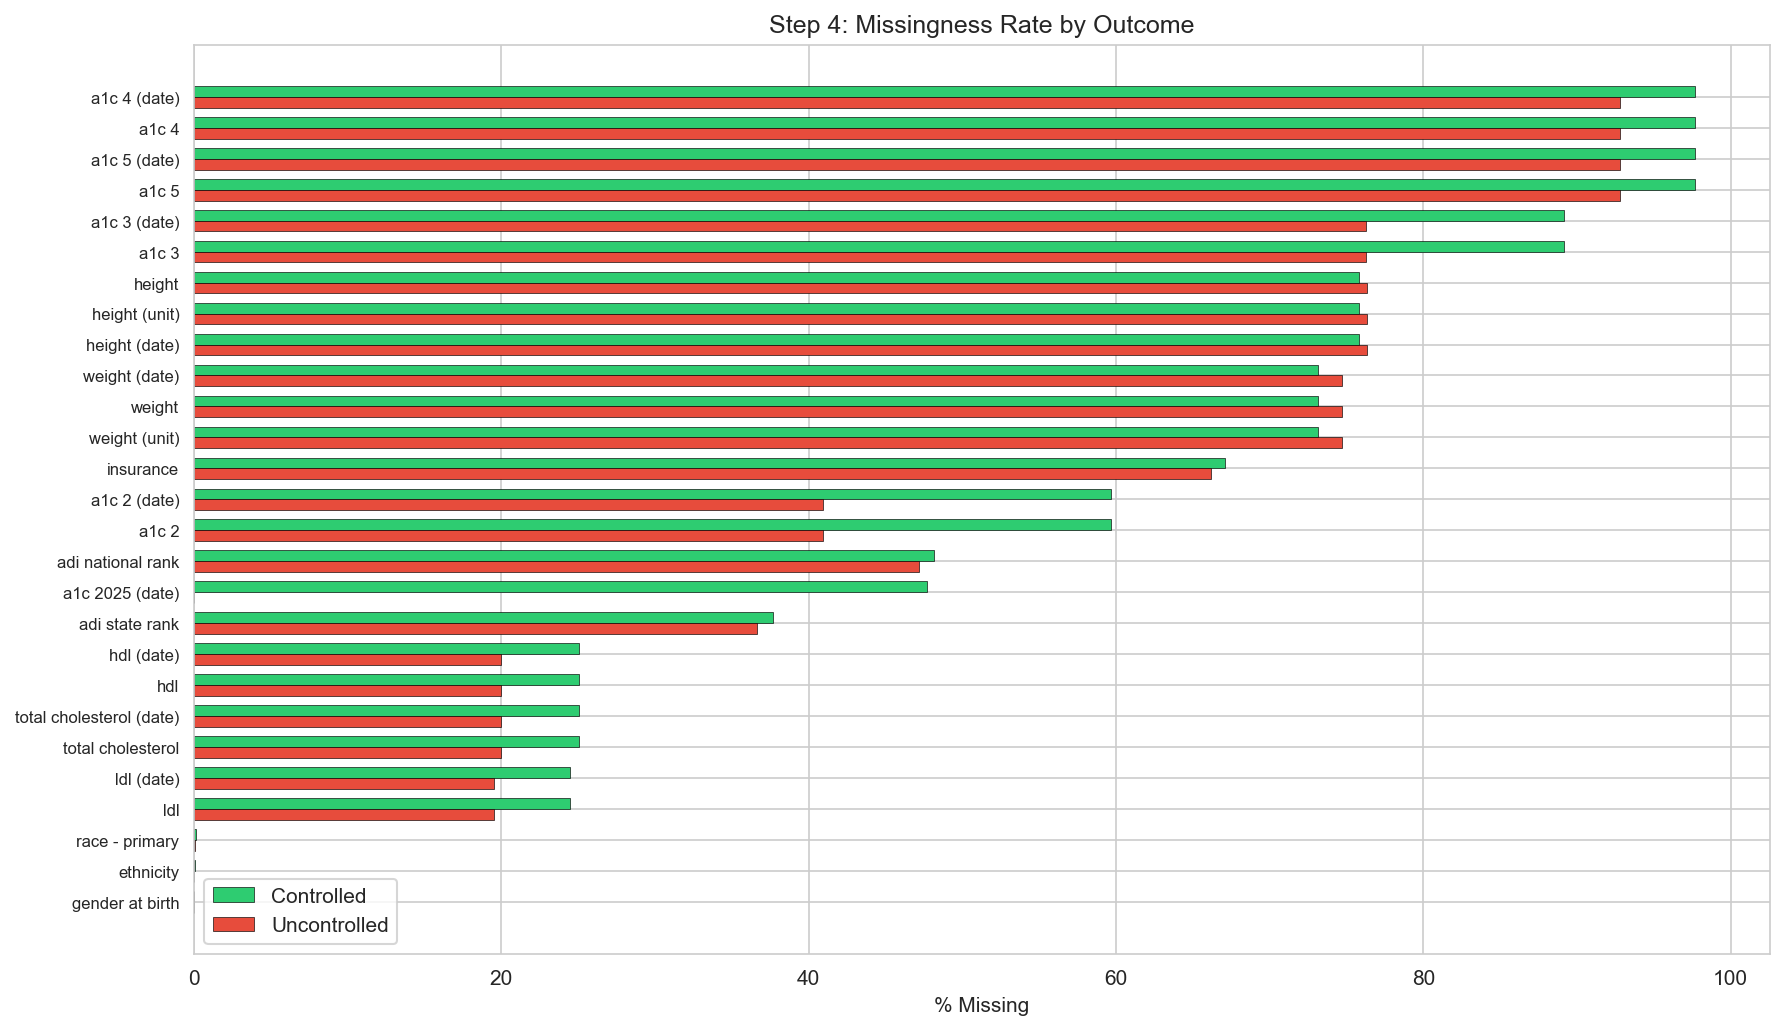 Step 4: Missingness Rate by Outcome
a1c 4 (date)
a1c 4
a1c 5 (date)
a1c 5
a1c 3 (date)
a1c 3
height
height (unit)
height (date)
weight (date)
weight
weight (unit)
insurance
a1c 2 (date)
a1c 2
adi national rank
a1c 2025 (date)
adi state rank
hdl (date)
hdl
total cholesterol (date)
total cholesterol
ldl (date)
ldl
race - primary
ethnicity
gender at birth
Controlled
Uncontrolled
0 20 40 60 80 100
% Missing